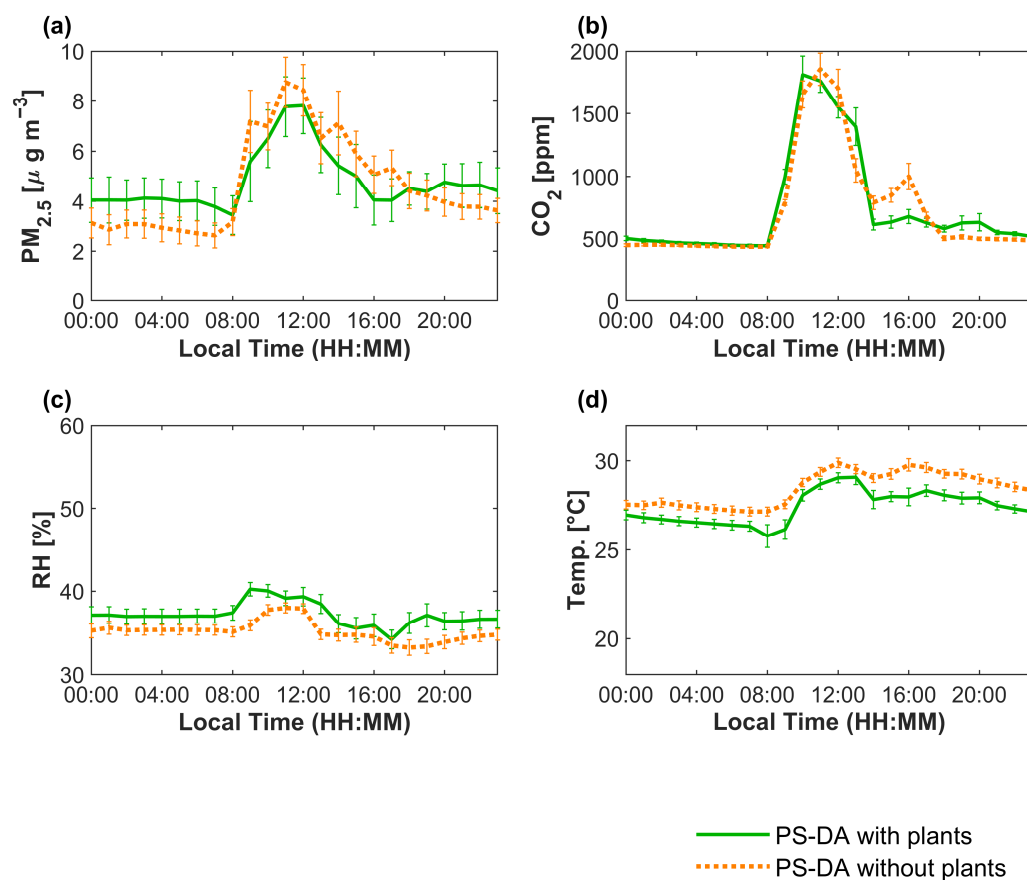 (a)
10
8
6
4
2
0
PM2.5 [μ g m−3]
00:00 04:00 08:00 12:00 16:00 20:00
Local Time (HH:MM)
(b)
2000
1500
1000
500
0
CO2 [ppm]
00:00 04:00 08:00 12:00 16:00 20:00
Local Time (HH:MM)
(c)
60
50
40
30
RH [%]
00:00 04:00 08:00 12:00 16:00 20:00
Local Time (HH:MM)
(d)
30
25
20
Temp. [°C]
00:00 04:00 08:00 12:00 16:00 20:00
Local Time (HH:MM)
PS-DA with plants
PS-DA without plants